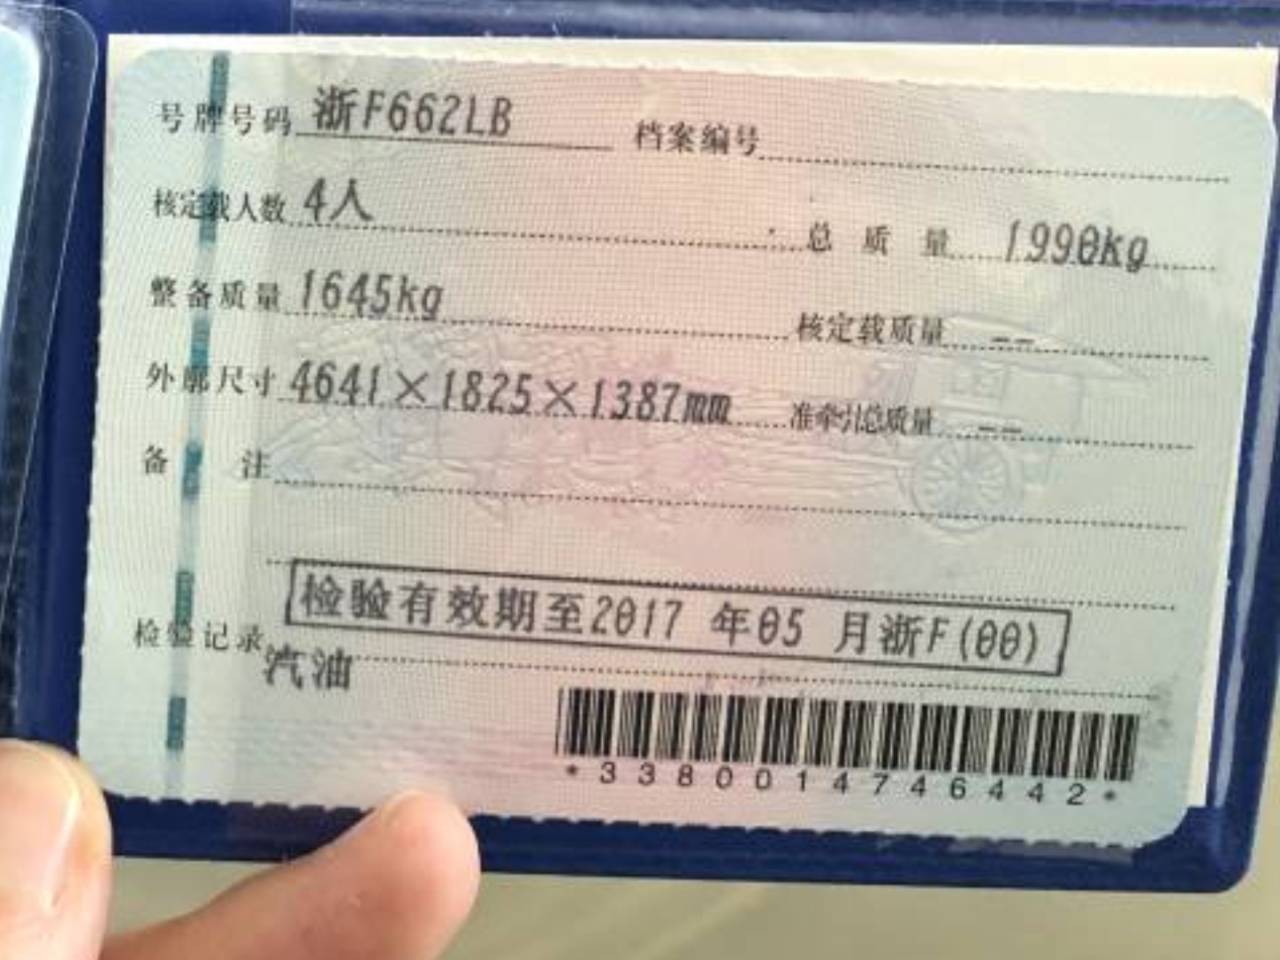 号牌号码 浙F662LB 档案编号
核定载人数 4人 总质量 1990kg
整备质量 1645kg 核定载质量 --
外廓尺寸 4641×1825×1387mm 准牵引总质量 --
备注
检验有效期至2017 年05 月浙F(00)
检验记录
汽油
*3380014746442*